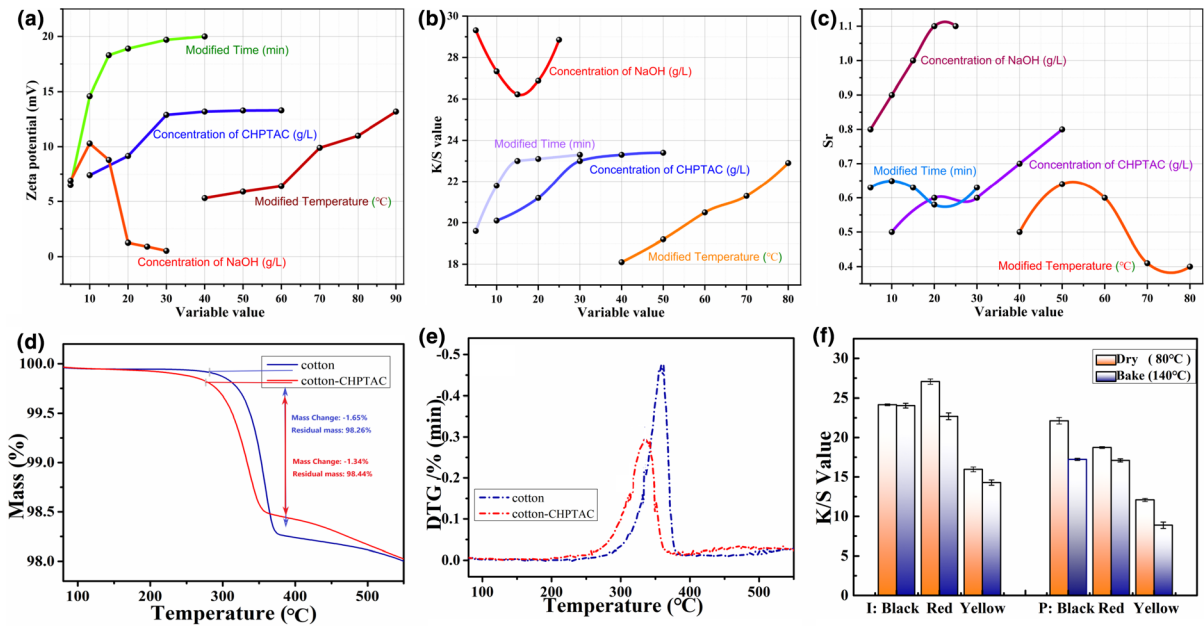 (a)
Zeta potential (mV)
20
15
10
5
0
Modified Time (min)
Concentration of CHPTAC (g/L)
Modified Temperature (℃)
Concentration of NaOH (g/L)
10 20 30 40 50 60 70 80 90
Variable value
(b)
K/S value
30
28
26
24
22
20
18
Concentration of NaOH (g/L)
Modified Time (min)
Concentration of CHPTAC (g/L)
Modified Temperature (℃)
10 20 30 40 50 60 70 80
Variable value
(c)
Sr
1.1
1.0
0.9
0.8
0.7
0.6
0.5
0.4
Concentration of NaOH (g/L)
Concentration of CHPTAC (g/L)
Modified Time (min)
Modified Temperature (℃)
10 20 30 40 50 60 70 80
Variable value
(d)
Mass (%)
100.0
99.5
99.0
98.5
98.0
cotton
cotton-CHPTAC
Mass Change: -1.65%
Residual mass: 98.26%
Mass Change: -1.34%
Residual mass: 98.44%
100 200 300 400 500
Temperature (℃)
(e)
DTG /% (min)
-0.5
-0.4
-0.3
-0.2
0.1
0.0
cotton
cotton-CHPTAC
100 200 300 400 500
Temperature (℃)
(f)
K/S Value
30
25
20
15
10
5
0
Dry ( 80℃)
Bake (140℃)
I: Black Red Yellow P: Black Red Yellow